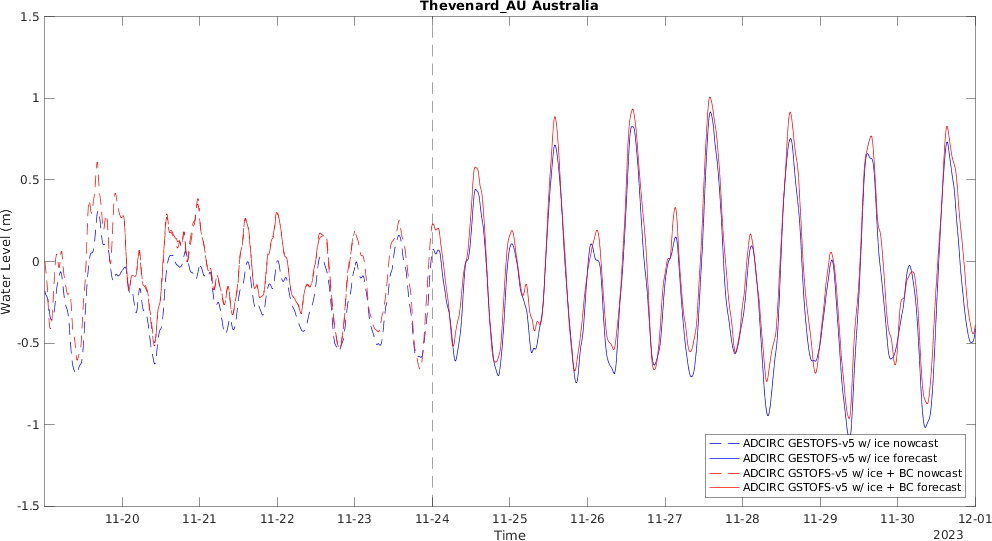 Thevenard_AU Australia
1.5
1
0.5
0
-0.5
-1
-1.5
Water Level (m)
ADCIRC GESTOFS-v5 w/ ice nowcast
ADCIRC GESTOFS-v5 w/ ice forecast
ADCIRC GSTOFS-v5 w/ ice + BC nowcast
ADCIRC GSTOFS-v5 w/ ice + BC forecast
11-20 11-21 11-22 11-23 11-24 11-25 11-26 11-27 11-28 11-29 11-30 12-01
Time
2023